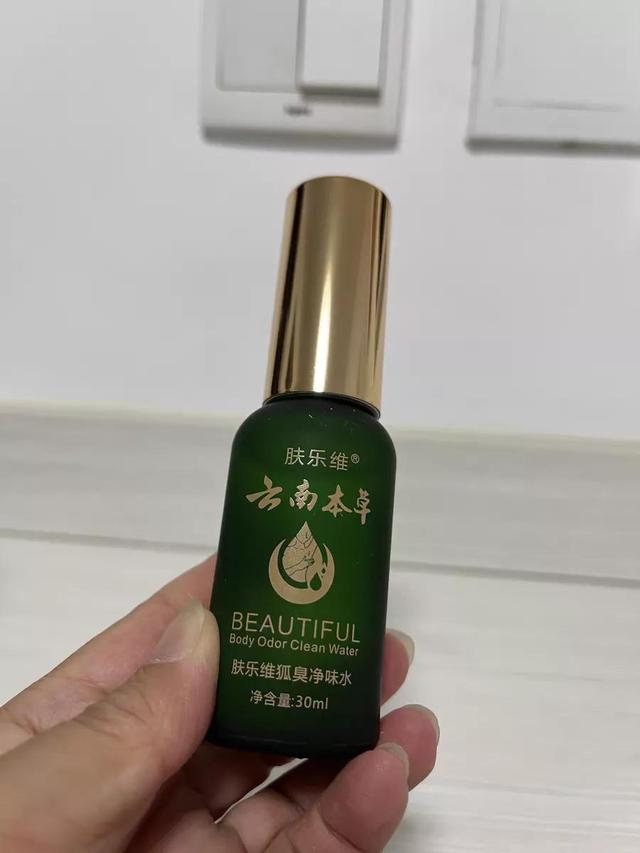 肤乐维®
云南本草
BEAUTIFUL
Body Odor Clean Water
肤乐维狐臭净味水
净含量:30ml